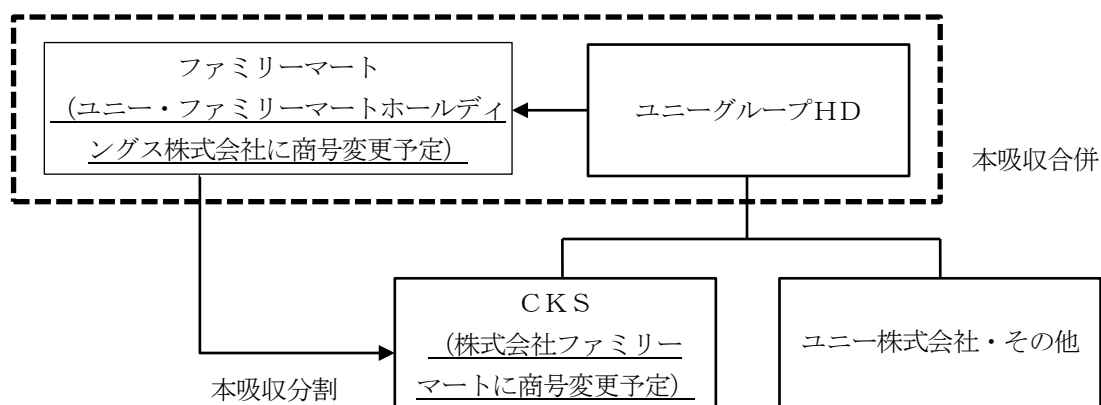 ファミリーマート
(ユニー・ファミリーマートホールディ
ングス株式会社に商号変更予定)
ユニーグループHD
本吸収合併
CKS
(株式会社ファミリー
マートに商号変更予定)
ユニー株式会社・その他
本吸収分割